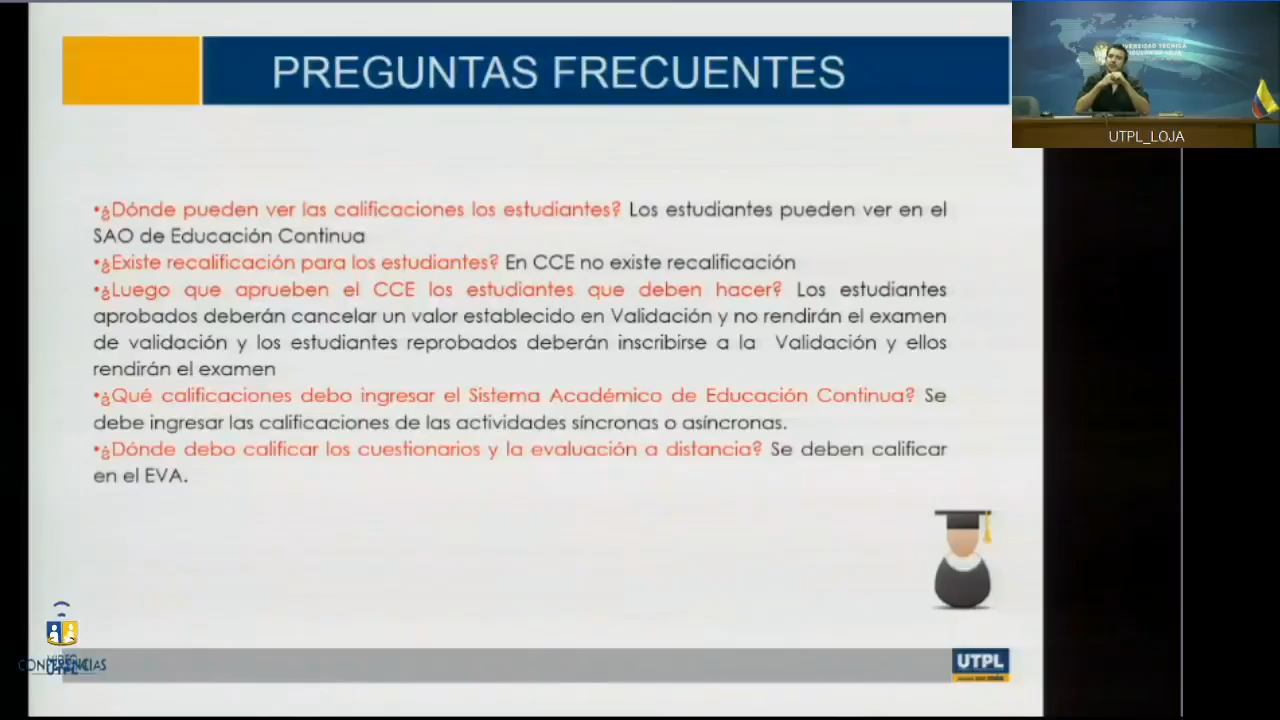 PREGUNTAS FRECUENTES
UTPL_LOJA
•¿Dónde pueden ver las calificaciones los estudiantes? Los estudiantes pueden ver en el
SAO de Educación Continua
•¿Existe recalificación para los estudiantes? En CCE no existe recalificación
•¿Luego que aprueben el CCE los estudiantes que deben hacer? Los estudiantes
aprobados deberán cancelar un valor establecido en Validación y no rendirán el examen
de validación y los estudiantes reprobados deberán inscribirse a la Validación y ellos
rendirán el examen
•¿Qué calificaciones debo ingresar el Sistema Académico de Educación Continua? Se
debe ingresar las calificaciones de las actividades síncronas o asíncronas.
•¿Dónde debo calificar los cuestionarios y la evaluación a distancia? Se deben calificar
en el EVA.
UTPL